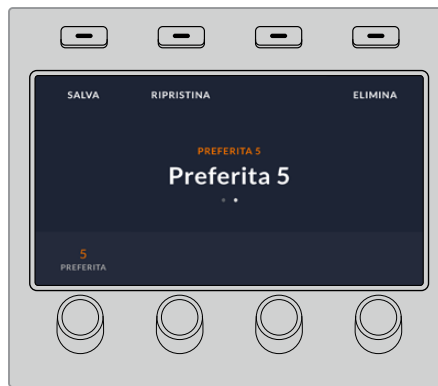 SALVA RIPRISTINA ELIMINA
PREFERITA 5
Preferita 5
5
PREFERITA